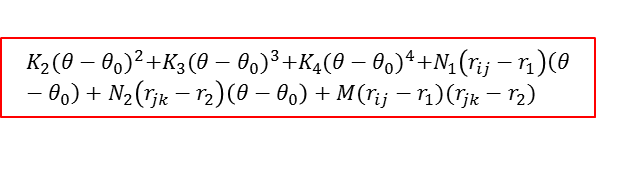 K₂(θ − θ₀)²+K₃(θ − θ₀)³+K₄(θ − θ₀)⁴+N₁(rᵢⱼ − r₁)(θ
− θ₀) + N₂(rⱼₖ − r₂)(θ − θ₀) + M(rᵢⱼ − r₁)(rⱼₖ − r₂)